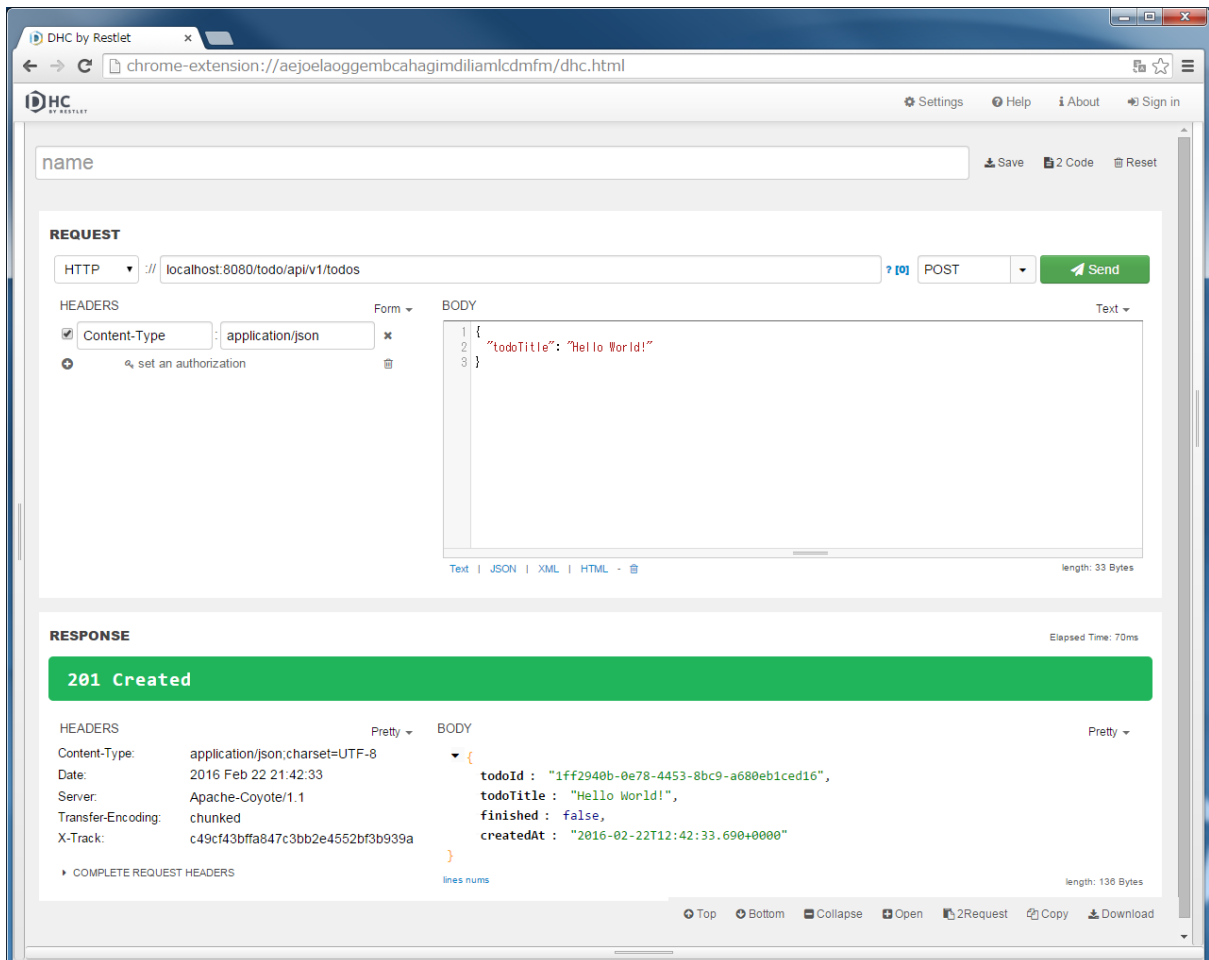 DHC by Restlet
chrome-extension://aejoelaoggembcahagimdiliamlcdmfm/dhc.html
DHC BY RESTLET Settings Help About Sign in
name Save 2 Code Reset
REQUEST
HTTP :// localhost:8080/todo/api/v1/todos ? [0] POST Send
HEADERS Form BODY Text
Content-Type : application/json
set an authorization
1 {
2 "todoTitle": "Hello World!"
3 }
Text | JSON | XML | HTML - length: 33 Bytes
RESPONSE Elapsed Time: 70ms
201 Created
HEADERS Pretty BODY Pretty
Content-Type: application/json;charset=UTF-8
Date: 2016 Feb 22 21:42:33
Server: Apache-Coyote/1.1
Transfer-Encoding: chunked
X-Track: c49cf43bffa847c3bb2e4552bf3b939a
COMPLETE REQUEST HEADERS
{
todoId : "1ff2940b-0e78-4453-8bc9-a680eb1ced16",
todoTitle : "Hello World!",
finished : false,
createdAt : "2016-02-22T12:42:33.690+0000"
}
lines nums length: 136 Bytes
Top Bottom Collapse Open 2Request Copy Download